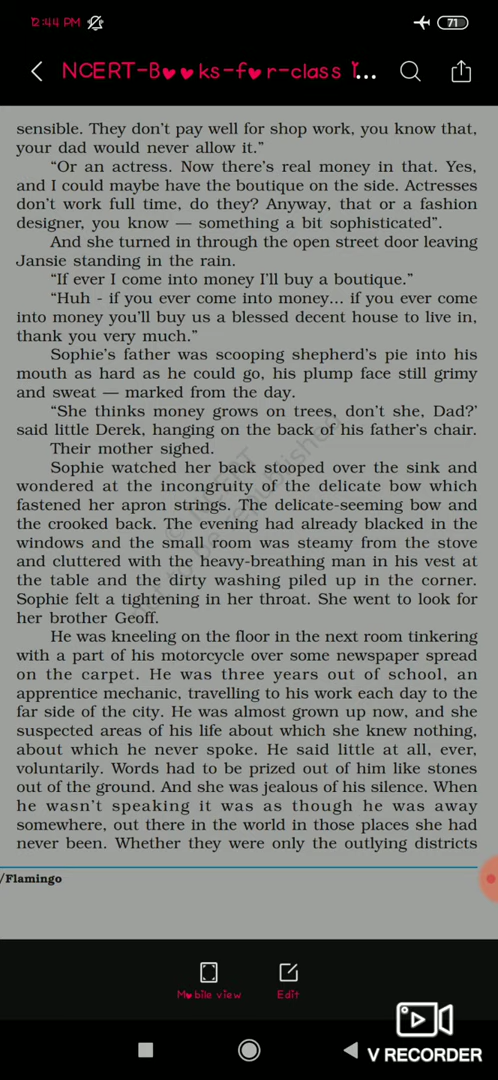 2:44 PM
71
NCERT-B♥♥ks-f♥r-class 1...
sensible. They don't pay well for shop work, you know that,
your dad would never allow it."
"Or an actress. Now there's real money in that. Yes,
and I could maybe have the boutique on the side. Actresses
don't work full time, do they? Anyway, that or a fashion
designer, you know — something a bit sophisticated".
And she turned in through the open street door leaving
Jansie standing in the rain.
"If ever I come into money I'll buy a boutique."
"Huh - if you ever come into money... if you ever come
into money you'll buy us a blessed decent house to live in,
thank you very much."
Sophie's father was scooping shepherd's pie into his
mouth as hard as he could go, his plump face still grimy
and sweat — marked from the day.
"She thinks money grows on trees, don't she, Dad?'
said little Derek, hanging on the back of his father's chair.
Their mother sighed.
Sophie watched her back stooped over the sink and
wondered at the incongruity of the delicate bow which
fastened her apron strings. The delicate-seeming bow and
the crooked back. The evening had already blacked in the
windows and the small room was steamy from the stove
and cluttered with the heavy-breathing man in his vest at
the table and the dirty washing piled up in the corner.
Sophie felt a tightening in her throat. She went to look for
her brother Geoff.
He was kneeling on the floor in the next room tinkering
with a part of his motorcycle over some newspaper spread
on the carpet. He was three years out of school, an
apprentice mechanic, travelling to his work each day to the
far side of the city. He was almost grown up now, and she
suspected areas of his life about which she knew nothing,
about which he never spoke. He said little at all, ever,
voluntarily. Words had to be prized out of him like stones
out of the ground. And she was jealous of his silence. When
he wasn't speaking it was as though he was away
somewhere, out there in the world in those places she had
never been. Whether they were only the outlying districts
/Flamingo
M♥bile view
Edit
V RECORDER